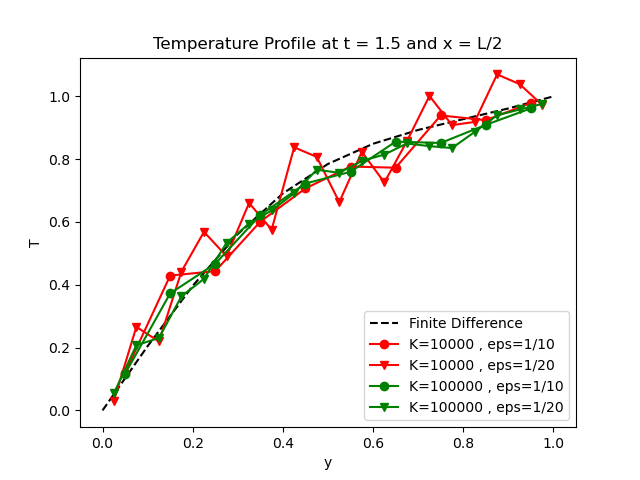 Temperature Profile at t = 1.5 and x = L/2
T
1.0
0.8
0.6
0.4
0.2
0.0
Finite Difference
K=10000 , eps=1/10
K=10000 , eps=1/20
K=100000 , eps=1/10
K=100000 , eps=1/20
0.0 0.2 0.4 0.6 0.8 1.0
y